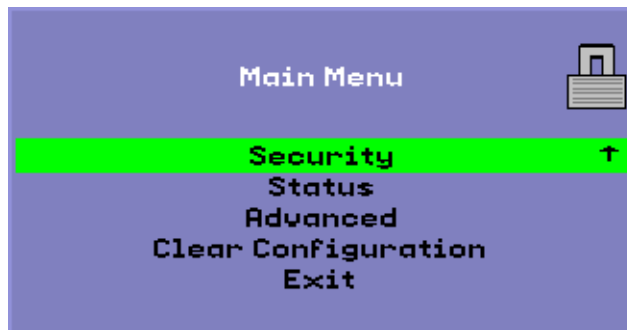 Main Menu
Security
Status
Advanced
Clear Configuration
Exit